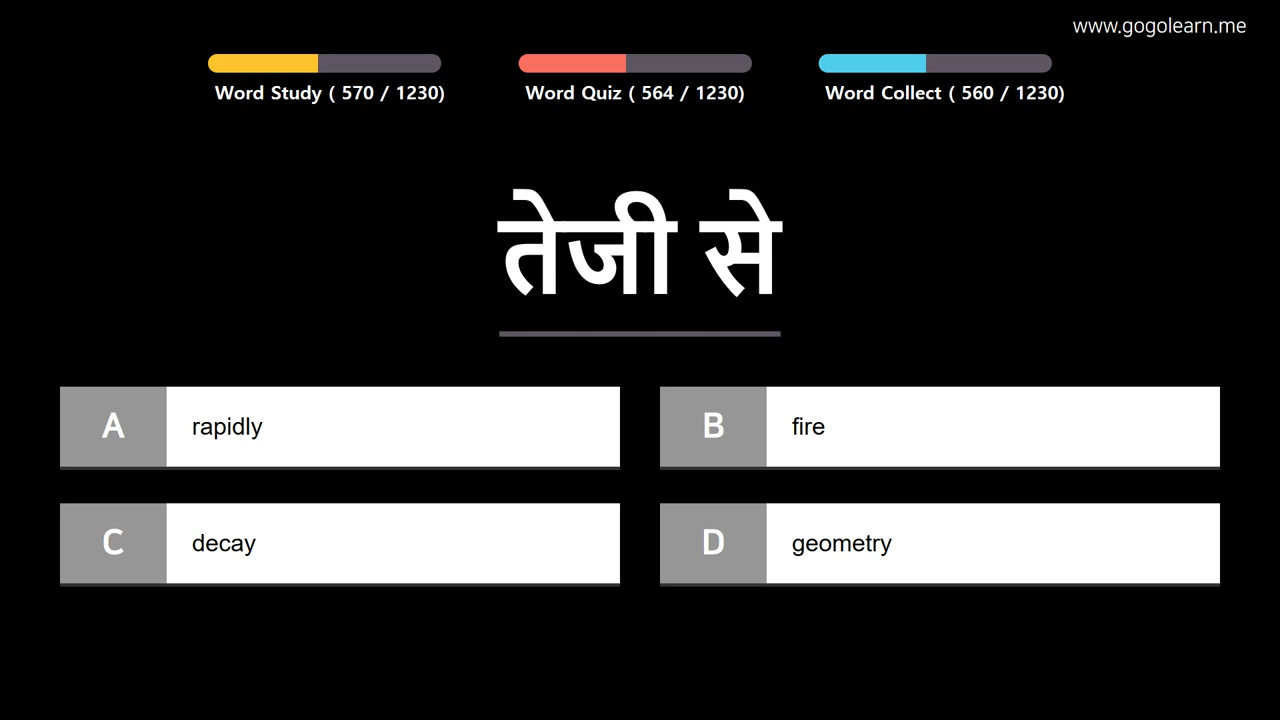 www.gogolearn.me
Word Study ( 570 / 1230)
Word Quiz ( 564 / 1230)
Word Collect ( 560 / 1230)
तेजी से
A rapidly
B fire
C decay
D geometry